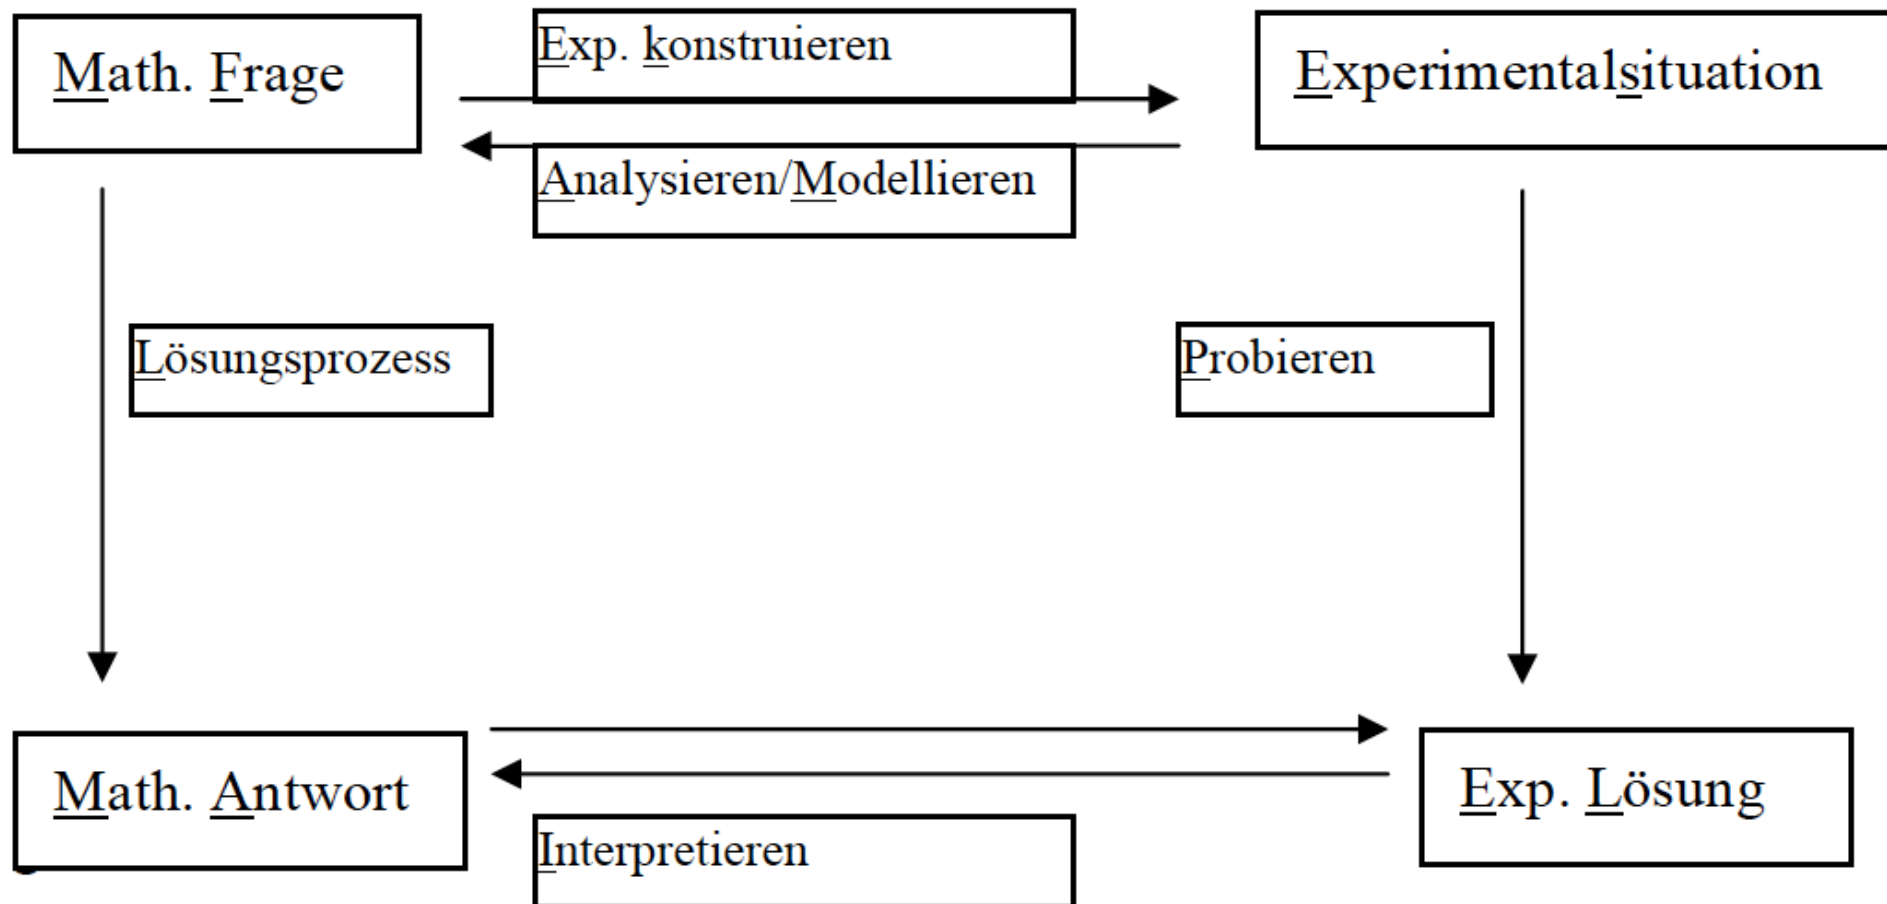 Math. Frage
Exp. konstruieren
Experimentalsituation
Analysieren/Modellieren
Lösungsprozess
Probieren
Math. Antwort
Exp. Lösung
Interpretieren